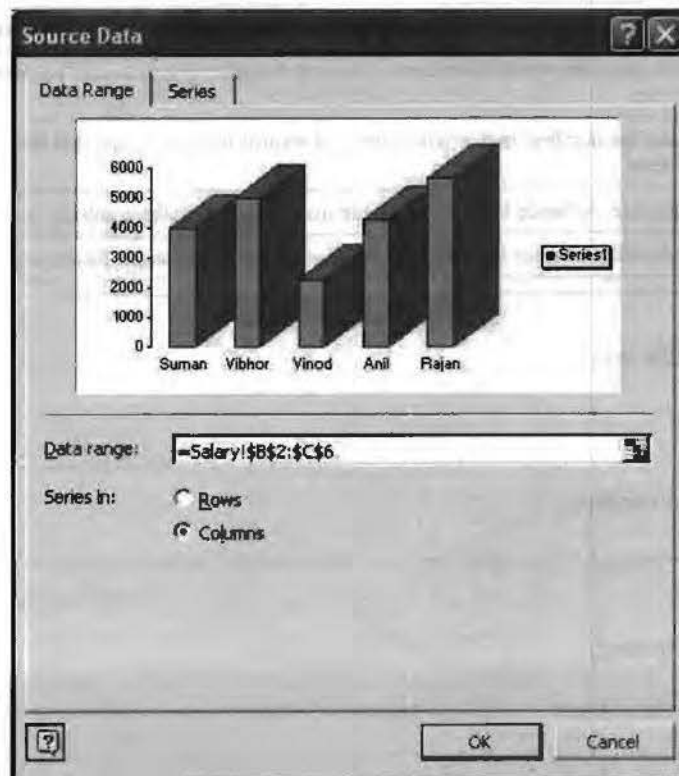 Source Data
Data Range Series
6000
5000
4000
3000
2000
1000
0
Suman Vibhor Vinod Anil Rajan
Series1
Data range: =Salary!$B$2:$C$6
Series in: Rows
Columns
OK Cancel